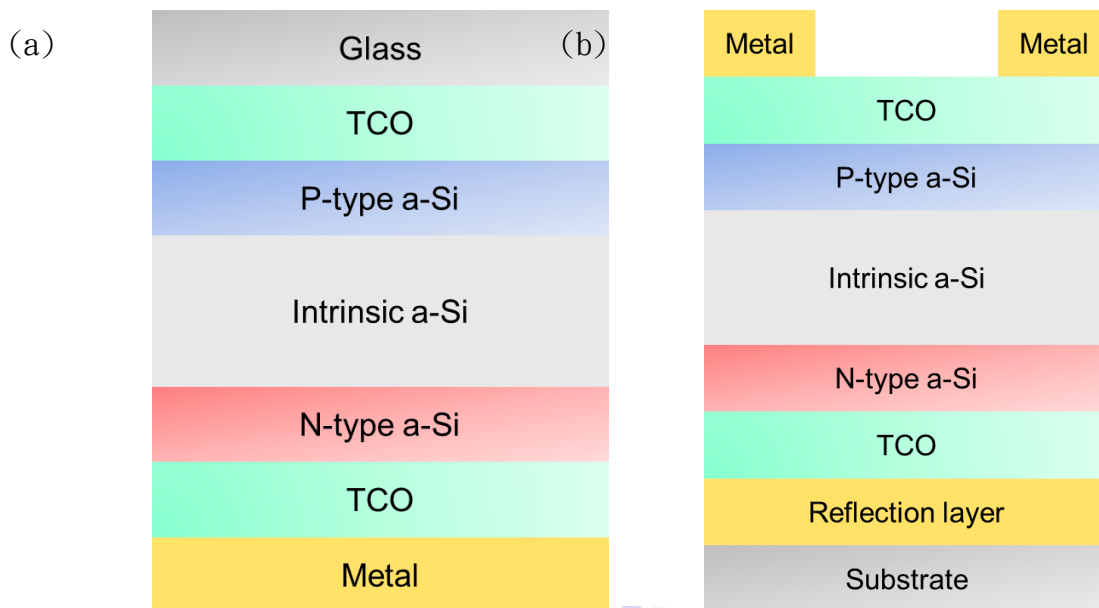 (a)
Glass
TCO
P-type a-Si
Intrinsic a-Si
N-type a-Si
TCO
Metal
(b)
Metal
Metal
TCO
P-type a-Si
Intrinsic a-Si
N-type a-Si
TCO
Reflection layer
Substrate